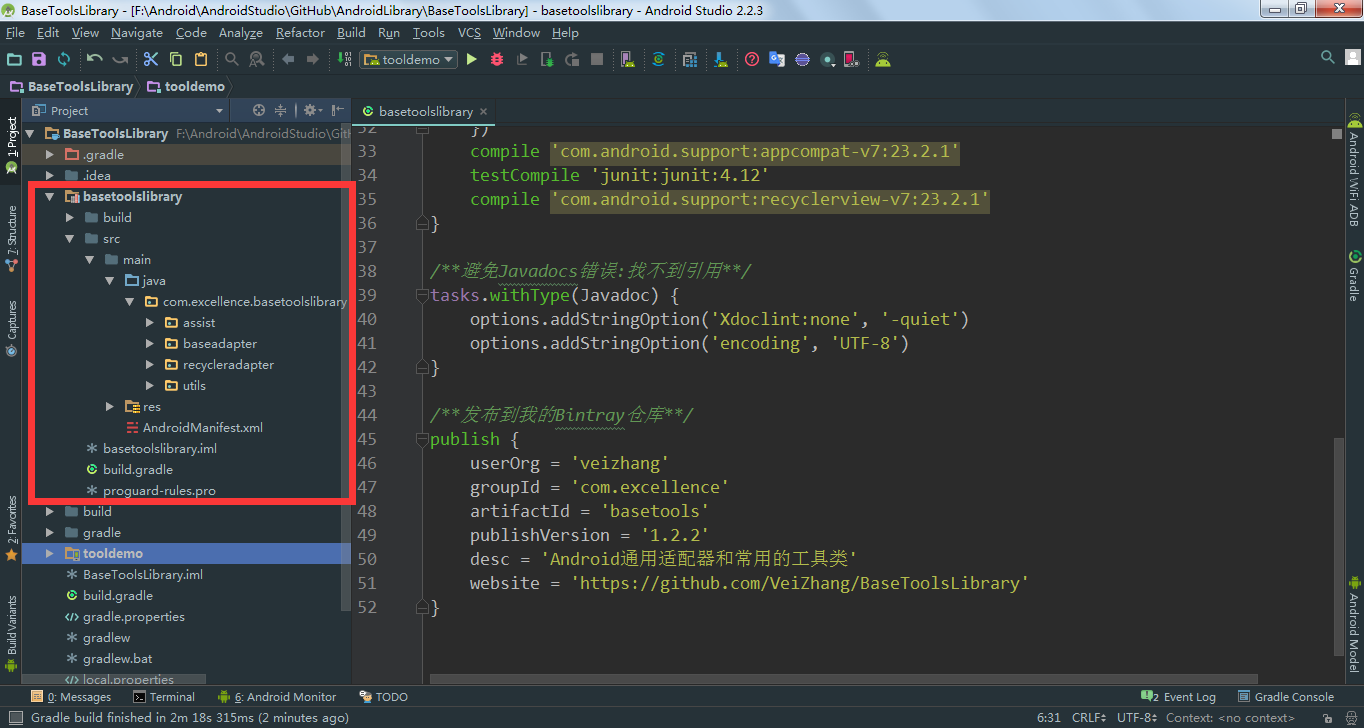 BaseToolsLibrary - [F:\Android\AndroidStudio\GitHub\AndroidLibrary\BaseToolsLibrary] - basetoolslibrary - Android Studio 2.2.3
File Edit View Navigate Code Analyze Refactor Build Run Tools VCS Window Help
tooldemo
BaseToolsLibrary tooldemo
Project
basetoolslibrary
1: Project
7: Structure
Captures
2: Favorites
Build Variants
BaseToolsLibrary F:\Android\AndroidStudio\Git
.gradle
.idea
basetoolslibrary
build
src
main
java
com.excellence.basetoolslibrary
assist
baseadapter
recycleradapter
utils
res
AndroidManifest.xml
basetoolslibrary.iml
build.gradle
proguard-rules.pro
build
gradle
tooldemo
BaseToolsLibrary.iml
build.gradle
gradle.properties
gradlew
gradlew.bat
local.properties
32 })
33 compile 'com.android.support:appcompat-v7:23.2.1'
34 testCompile 'junit:junit:4.12'
35 compile 'com.android.support:recyclerview-v7:23.2.1'
36 }
37
38 /**避免Javadocs错误:找不到引用**/
39 tasks.withType(Javadoc) {
40 options.addStringOption('Xdoclint:none', '-quiet')
41 options.addStringOption('encoding', 'UTF-8')
42 }
43
44 /**发布到我的Bintray仓库**/
45 publish {
46 userOrg = 'veizhang'
47 groupId = 'com.excellence'
48 artifactId = 'basetools'
49 publishVersion = '1.2.2'
50 desc = 'Android通用适配器和常用的工具类'
51 website = 'https://github.com/VeiZhang/BaseToolsLibrary'
52 }
Android WiFi ADB
Gradle
Android Model
0: Messages Terminal 6: Android Monitor TODO 2 Event Log Gradle Console
Gradle build finished in 2m 18s 315ms (2 minutes ago) 6:31 CRLF UTF-8 Context: <no context>